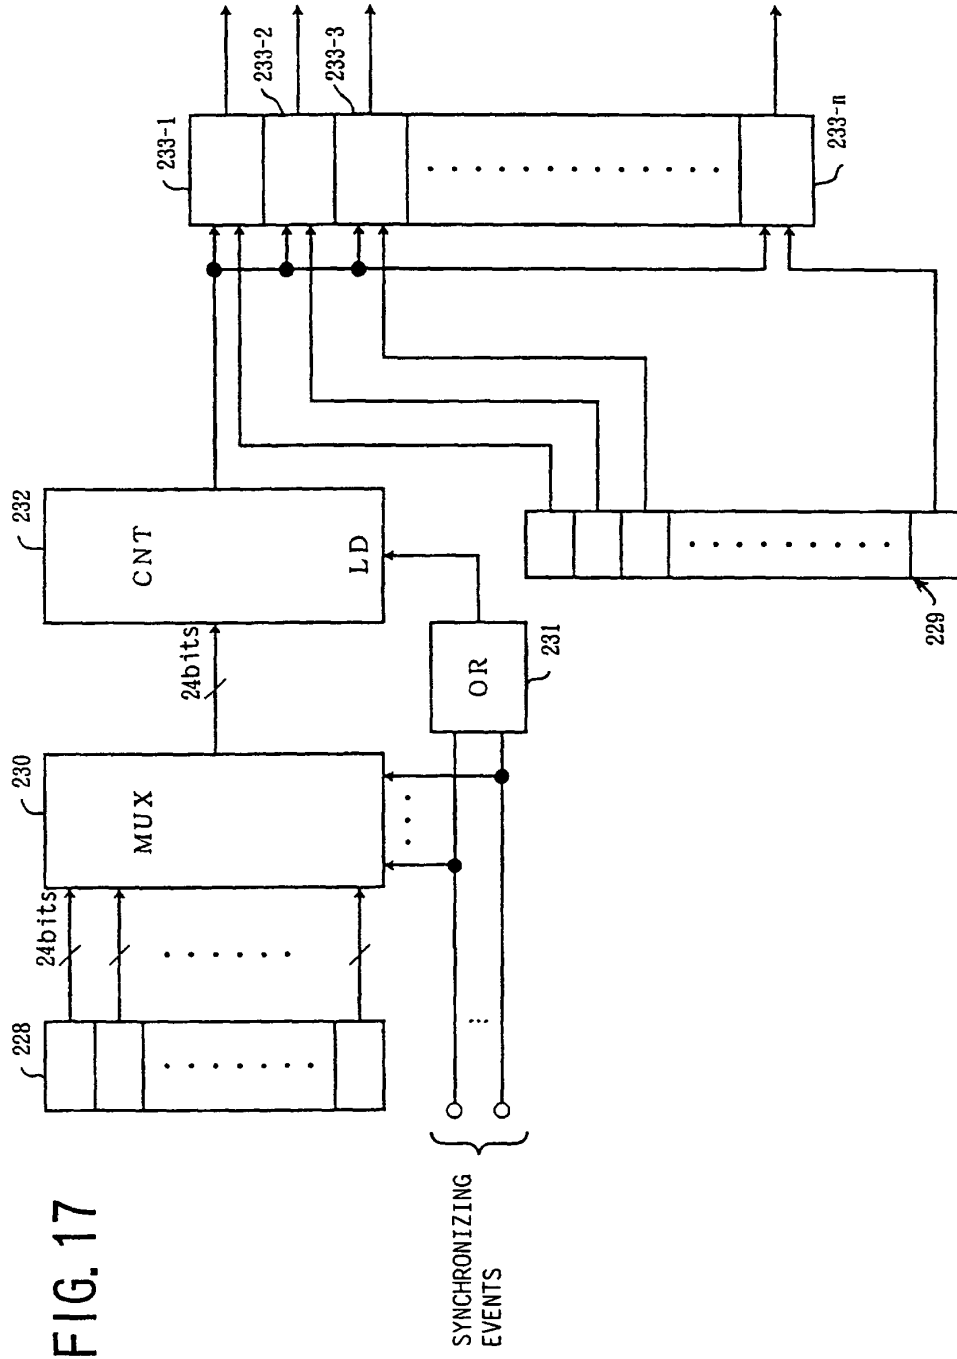 FIG. 17
SYNCHRONIZING
EVENTS
228
24bits
230
MUX
24bits
232
CNT
LD
OR
231
229
233-1
233-2
233-3
233-n